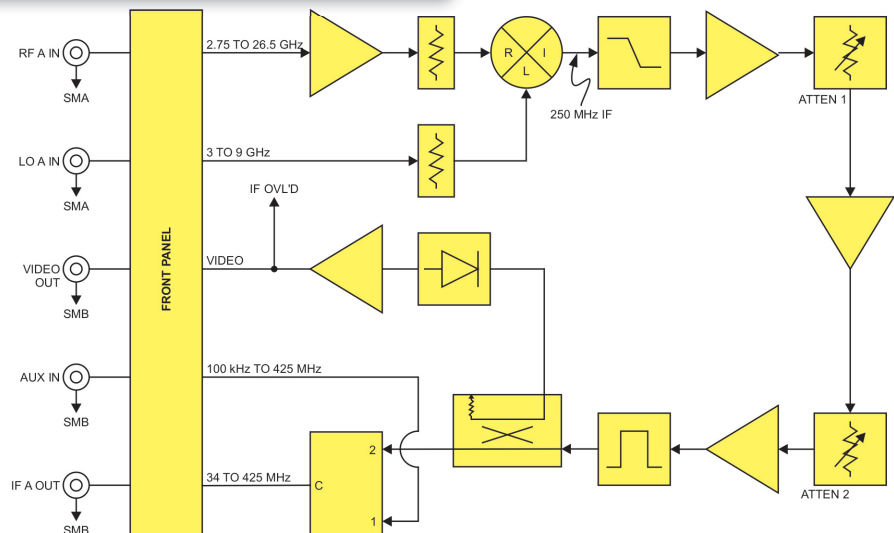 RF A IN
SMA
2.75 TO 26.5 GHz
R
I
L
250 MHz IF
ATTEN 1
LO A IN
SMA
3 TO 9 GHz
IF OVL'D
FRONT PANEL
VIDEO
OUT
SMB
VIDEO
AUX IN
SMB
100 kHz TO 425 MHz
2
C
1
IF A OUT
SMB
34 TO 425 MHz
ATTEN 2